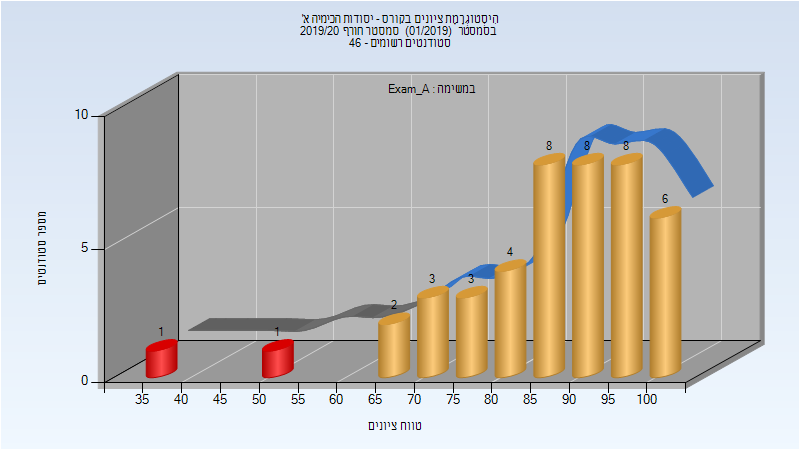 היסטוגרמת ציונים בקורס - יסודות הכימיה א'
בסמסטר (01/2019) סמסטר חורף 2019/20
סטודנטים רשומים - 46
במשימה : Exam_A
מספר סטודנטים
10
5
0
1
1
2
3
3
4
8
8
8
6
35 40 45 50 55 60 65 70 75 80 85 90 95 100
טווח ציונים